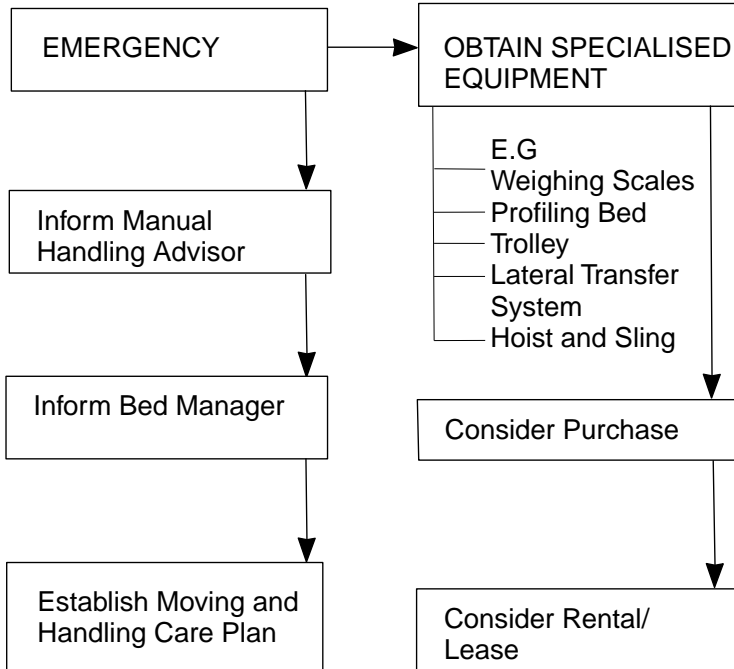 EMERGENCY
Inform Manual
Handling Advisor
Inform Bed Manager
Establish Moving and
Handling Care Plan
OBTAIN SPECIALISED
EQUIPMENT
E.G
Weighing Scales
Profiling Bed
Trolley
Lateral Transfer
System
Hoist and Sling
Consider Purchase
Consider Rental/
Lease